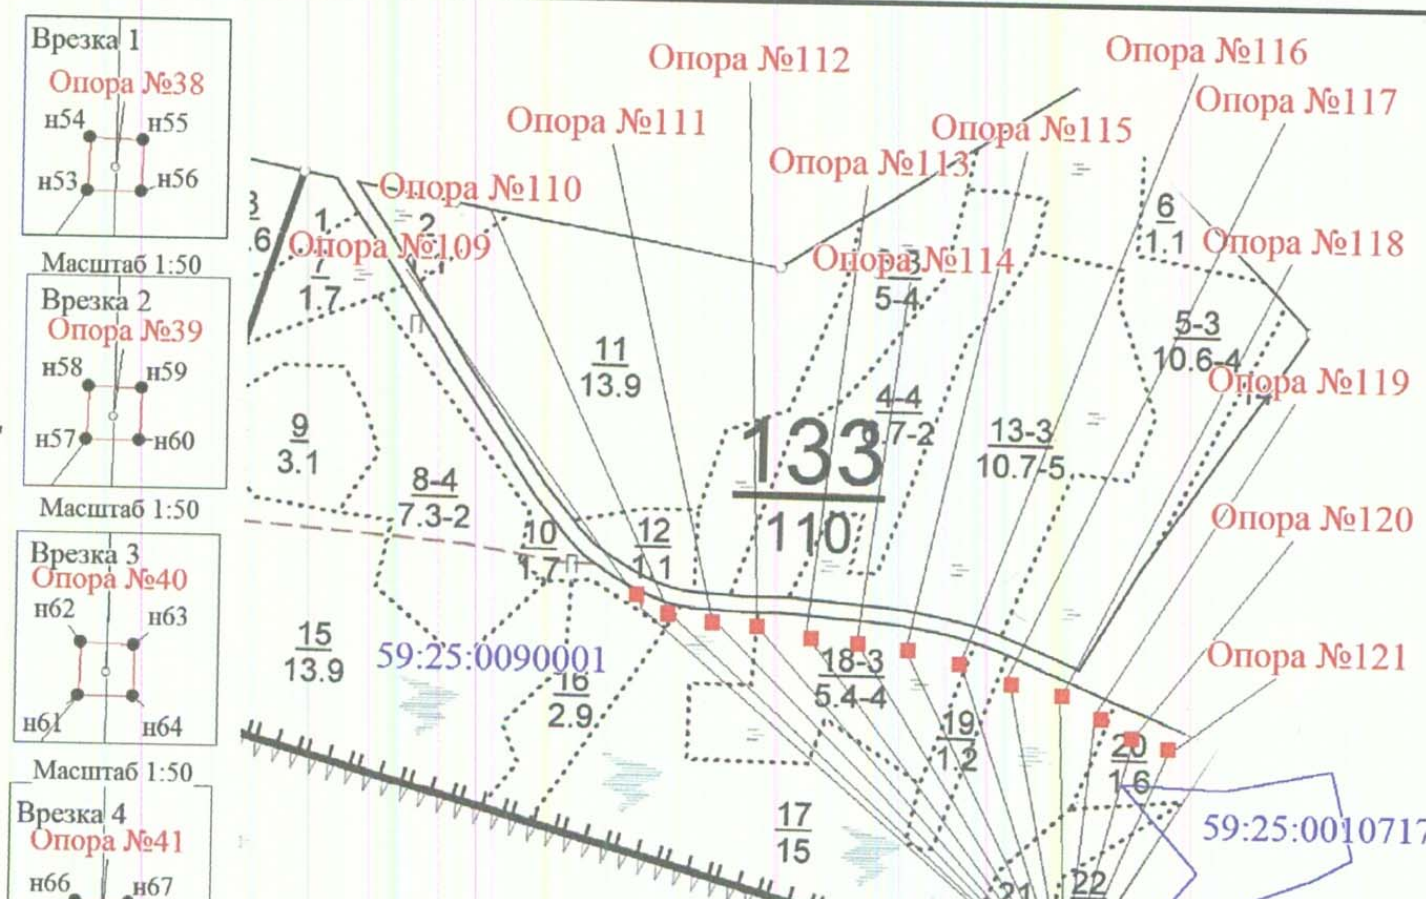 Врезка 1
Опора №38
н54
н55
н53
н56
Масштаб 1:50
Врезка 2
Опора №39
н58
н59
н57
н60
Масштаб 1:50
Врезка 3
Опора №40
н62
н63
н61
н64
Масштаб 1:50
Врезка 4
Опора №41
н66
н67
Опора №112
Опора №116
Опора №111
Опора №117
Опора №115
Опора №113
Опора №110
Опора №109
Опора №114
Опора №118
Опора №119
Опора №120
Опора №121
1.7
2
6
1.1
5-4
5-3
10.6-4
11
13.9
4-4
13-3
10.7-5
133
110
9
3.1
8-4
7.3-2
10
1.7
12
1.1
15
13.9
59:25:0090001
16
2.9
18-3
5.4-4
19
1.2
20
1.6
17
15
59:25:0010717
21
22